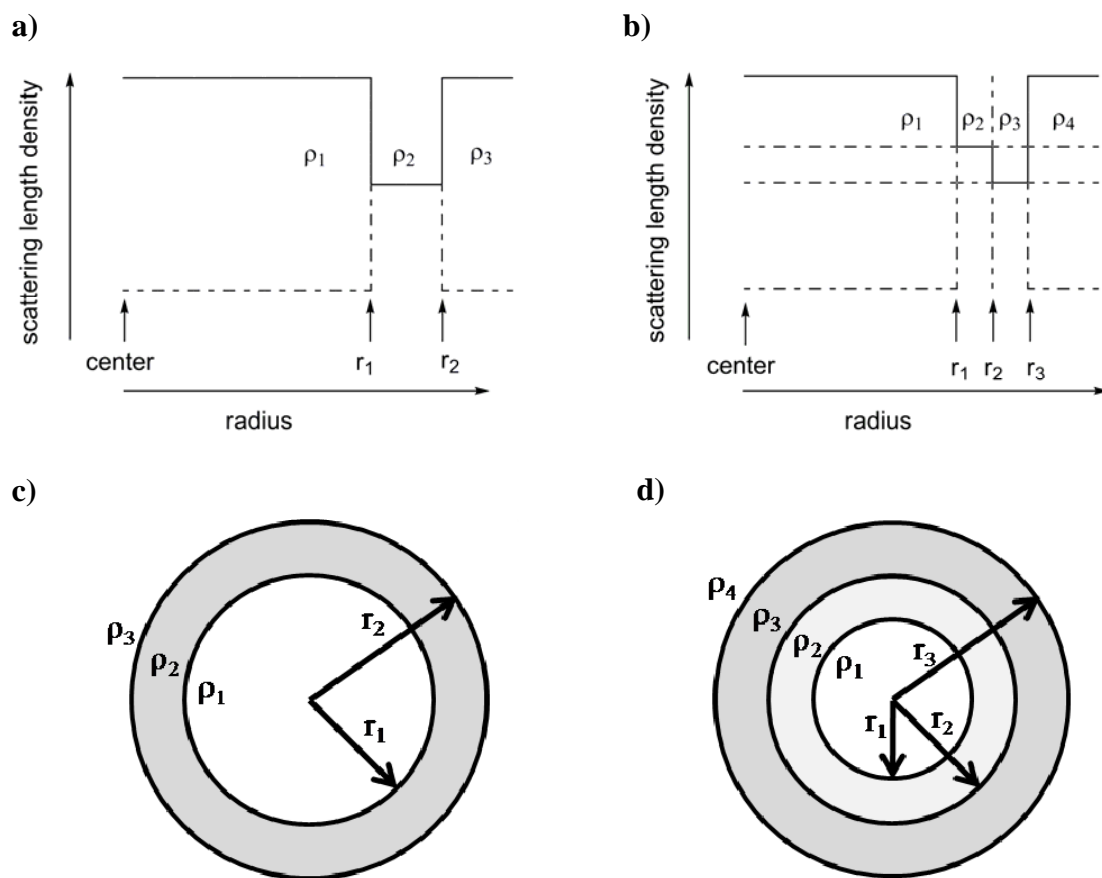 a)
scattering length density
ρ1
ρ2
ρ3
center
r1
r2
radius
b)
scattering length density
ρ1
ρ2
ρ3
ρ4
center
r1
r2
r3
radius
c)
ρ3
ρ2
ρ1
r2
r1
d)
ρ4
ρ3
ρ2
ρ1
r3
r1
r2